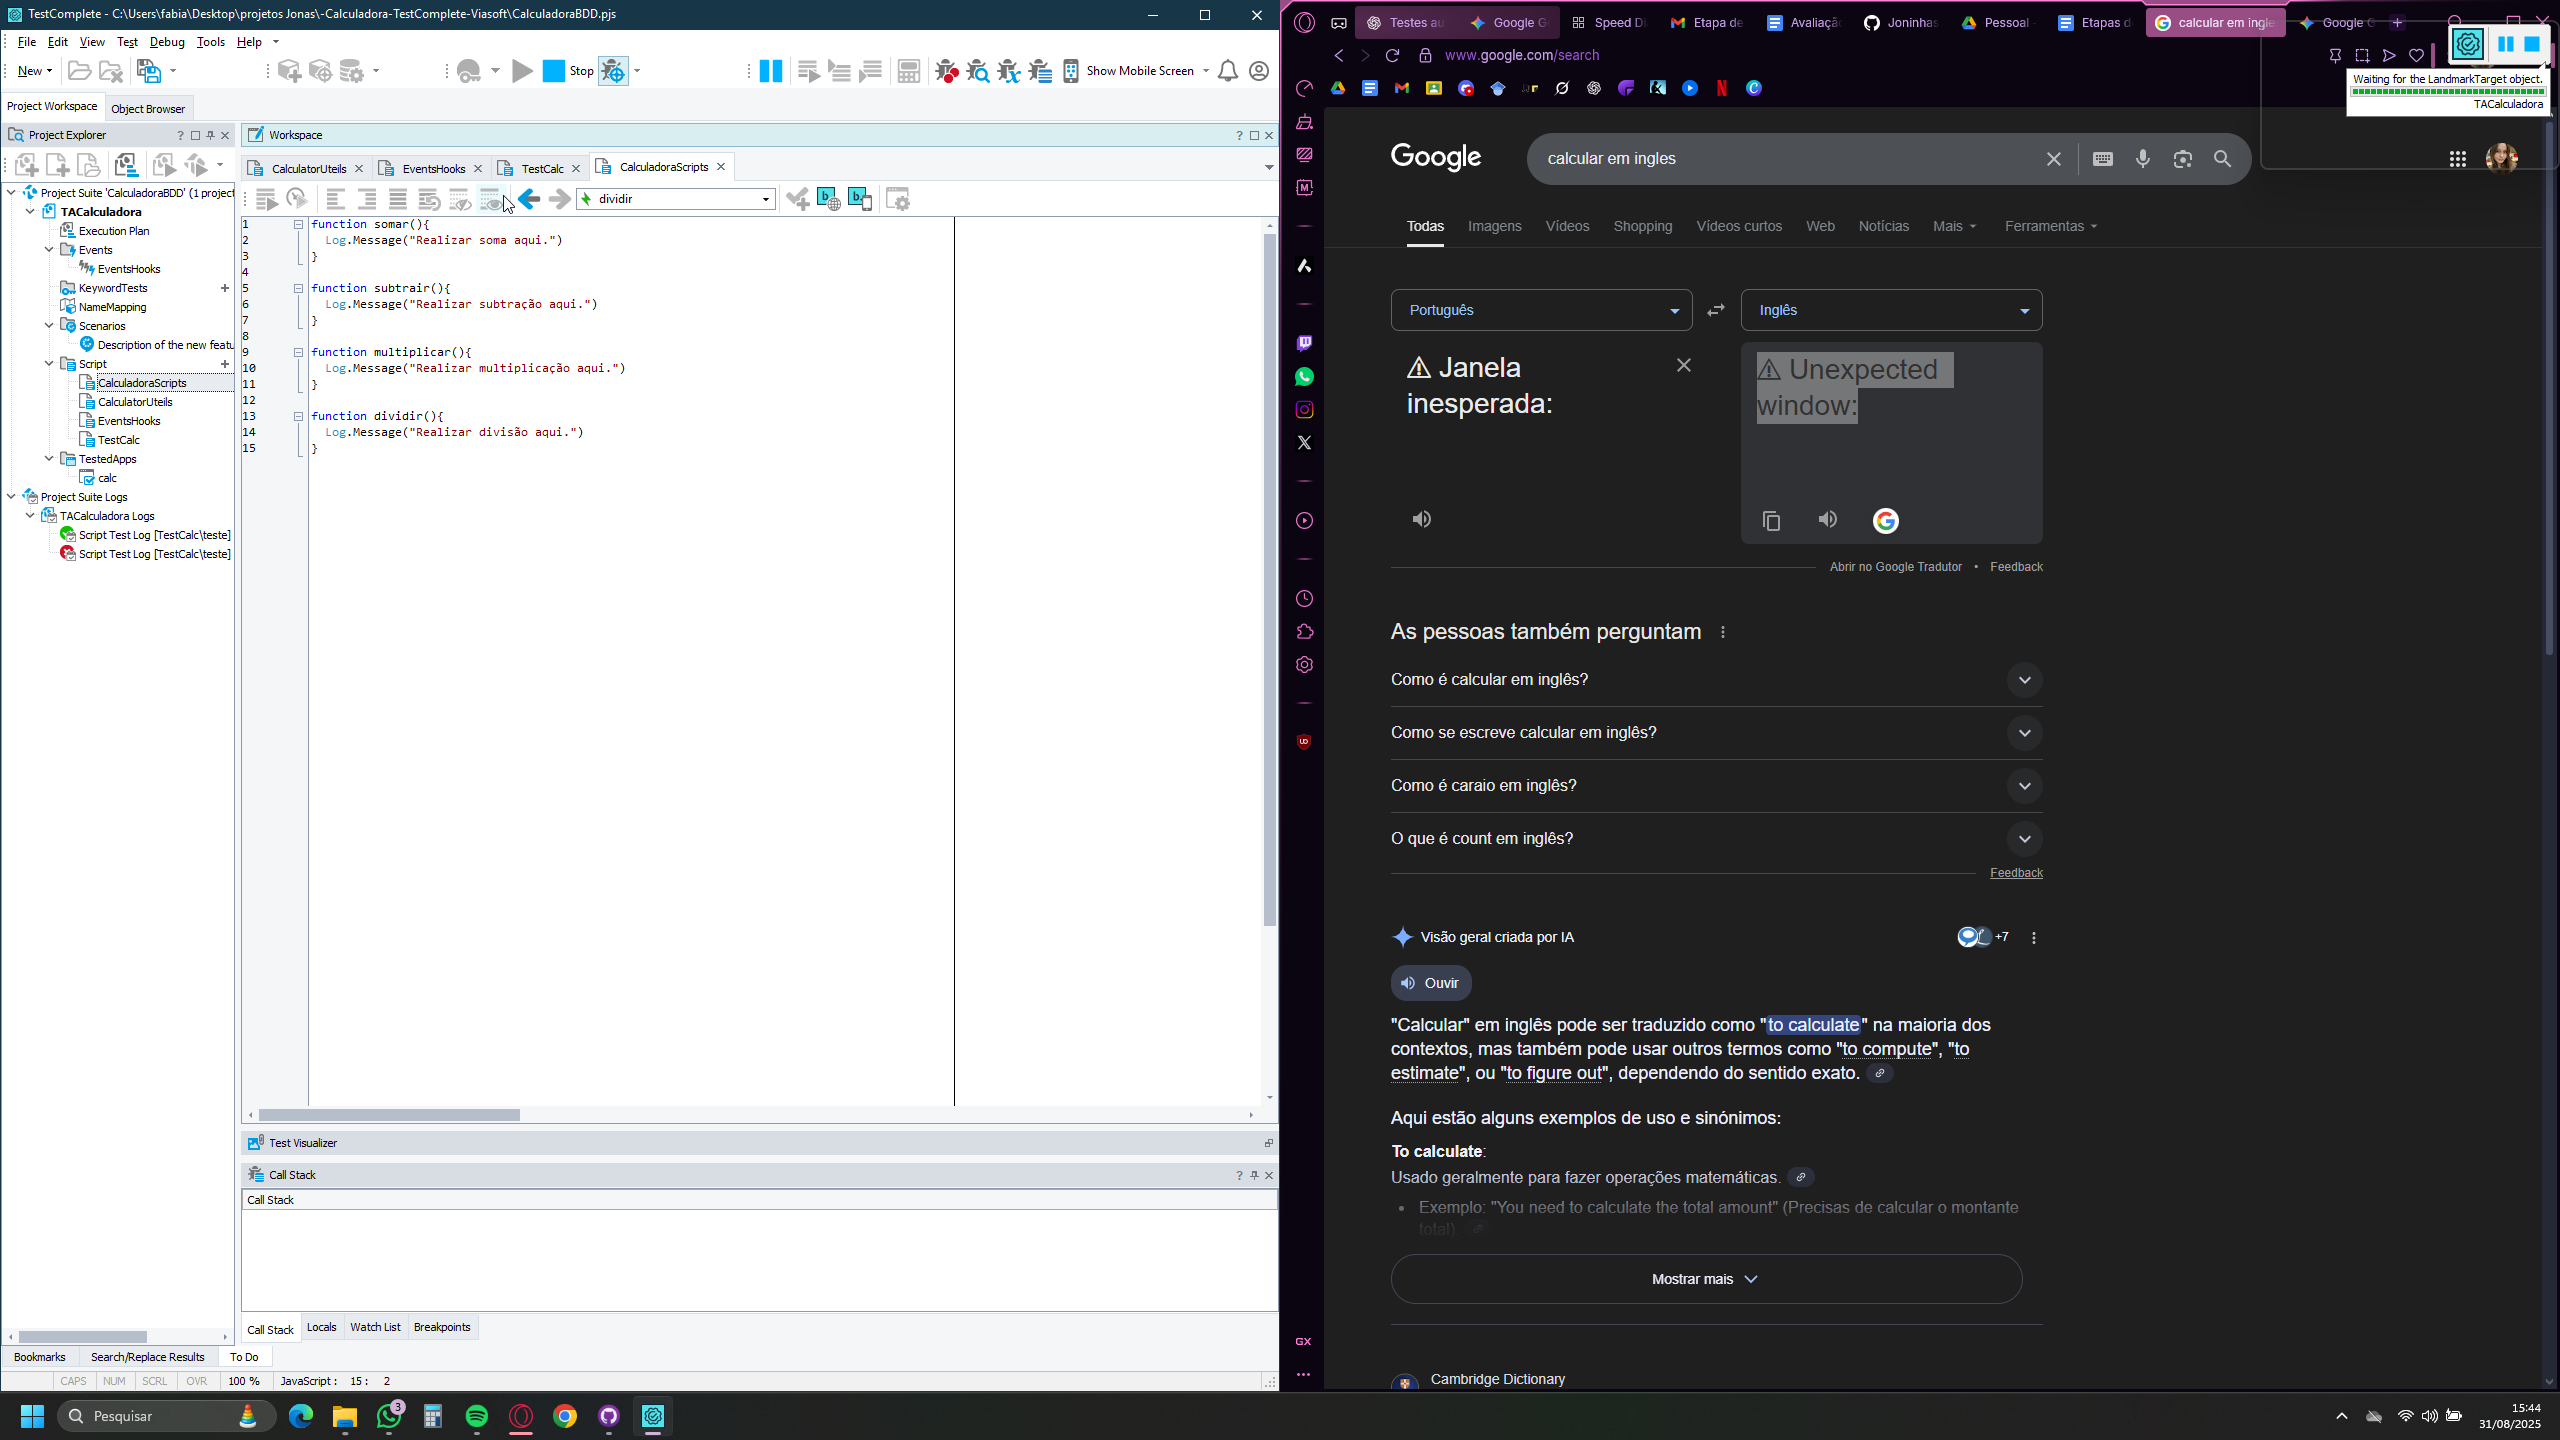 TestComplete - C:\Users\fabia\Desktop\projetos Jonas\-Calculadora-TestComplete-Viasoft\CalculadoraBDD.pjs
File Edit View Test Debug Tools Help
New
Stop
Show Mobile Screen
Project Workspace
Object Browser
Project Explorer
Project Suite 'CalculadoraBDD' (1 project
TACalculadora
Execution Plan
Events
EventsHooks
KeywordTests
NameMapping
Scenarios
Description of the new featu
Script
CalculadoraScripts
CalculatorUteils
EventsHooks
TestCalc
TestedApps
calc
Project Suite Logs
TACalculadora Logs
Script Test Log [TestCalc\teste]
Script Test Log [TestCalc\teste]
Workspace
CalculatorUteils
EventsHooks
TestCalc
CalculadoraScripts
dividir
1 function somar(){
2 Log.Message("Realizar soma aqui.")
3 }
4
5 function subtrair(){
6 Log.Message("Realizar subtração aqui.")
7 }
8
9 function multiplicar(){
10 Log.Message("Realizar multiplicação aqui.")
11 }
12
13 function dividir(){
14 Log.Message("Realizar divisão aqui.")
15 }
Test Visualizer
Call Stack
Call Stack
Call Stack Locals Watch List Breakpoints
Bookmarks Search/Replace Results To Do
CAPS NUM SCRL OVR 100 % JavaScript: 15: 2
Testes au
Google G
Speed Di
Etapa de
Avaliaçã
Joninhas
Pessoal
Etapas d
calcular em ingle
Google G
www.google.com/search
Waiting for the LandmarkTarget object.
TACalculadora
Google
calcular em ingles
Todas Imagens Vídeos Shopping Vídeos curtos Web Notícias Mais Ferramentas
Português
Inglês
⚠ Janela
inesperada:
⚠ Unexpected
window:
Abrir no Google Tradutor • Feedback
As pessoas também perguntam
Como é calcular em inglês?
Como se escreve calcular em inglês?
Como é caraio em inglês?
O que é count em inglês?
Feedback
Visão geral criada por IA
+7
Ouvir
"Calcular" em inglês pode ser traduzido como "to calculate" na maioria dos
contextos, mas também pode usar outros termos como "to compute", "to
estimate", ou "to figure out", dependendo do sentido exato.
Aqui estão alguns exemplos de uso e sinónimos:
To calculate:
Usado geralmente para fazer operações matemáticas.
• Exemplo: "You need to calculate the total amount" (Precisas de calcular o montante
total)
Mostrar mais
Cambridge Dictionary
GX
Pesquisar
3
15:44
31/08/2025